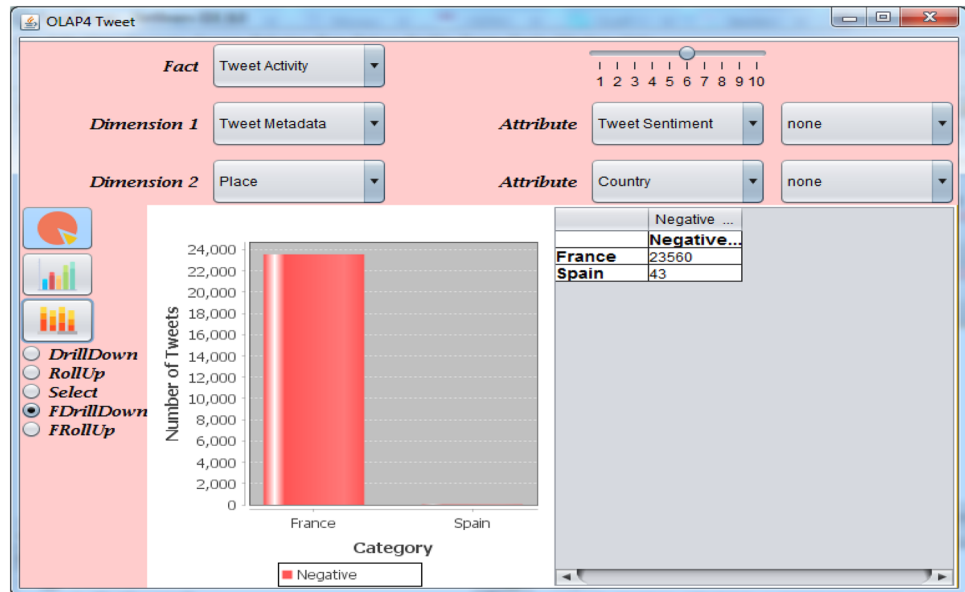 OLAP4 Tweet
Fact Tweet Activity
1 2 3 4 5 6 7 8 9 10
Dimension 1 Tweet Metadata Attribute Tweet Sentiment none
Dimension 2 Place Attribute Country none
DrillDown
RollUp
Select
FDrillDown
FRollUp
24,000
22,000
20,000
18,000
16,000
14,000
12,000
10,000
8,000
6,000
4,000
2,000
0
Number of Tweets
France Spain
Category
Negative
Negative ...
Negative...
France 23560
Spain 43